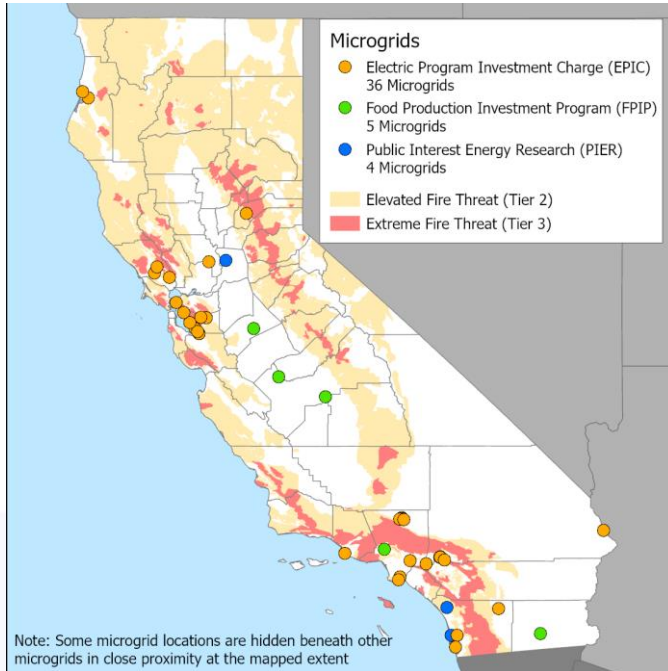 Microgrids
Electric Program Investment Charge (EPIC)
36 Microgrids
Food Production Investment Program (FPIP)
5 Microgrids
Public Interest Energy Research (PIER)
4 Microgrids
Elevated Fire Threat (Tier 2)
Extreme Fire Threat (Tier 3)
Note: Some microgrid locations are hidden beneath other
microgrids in close proximity at the mapped extent